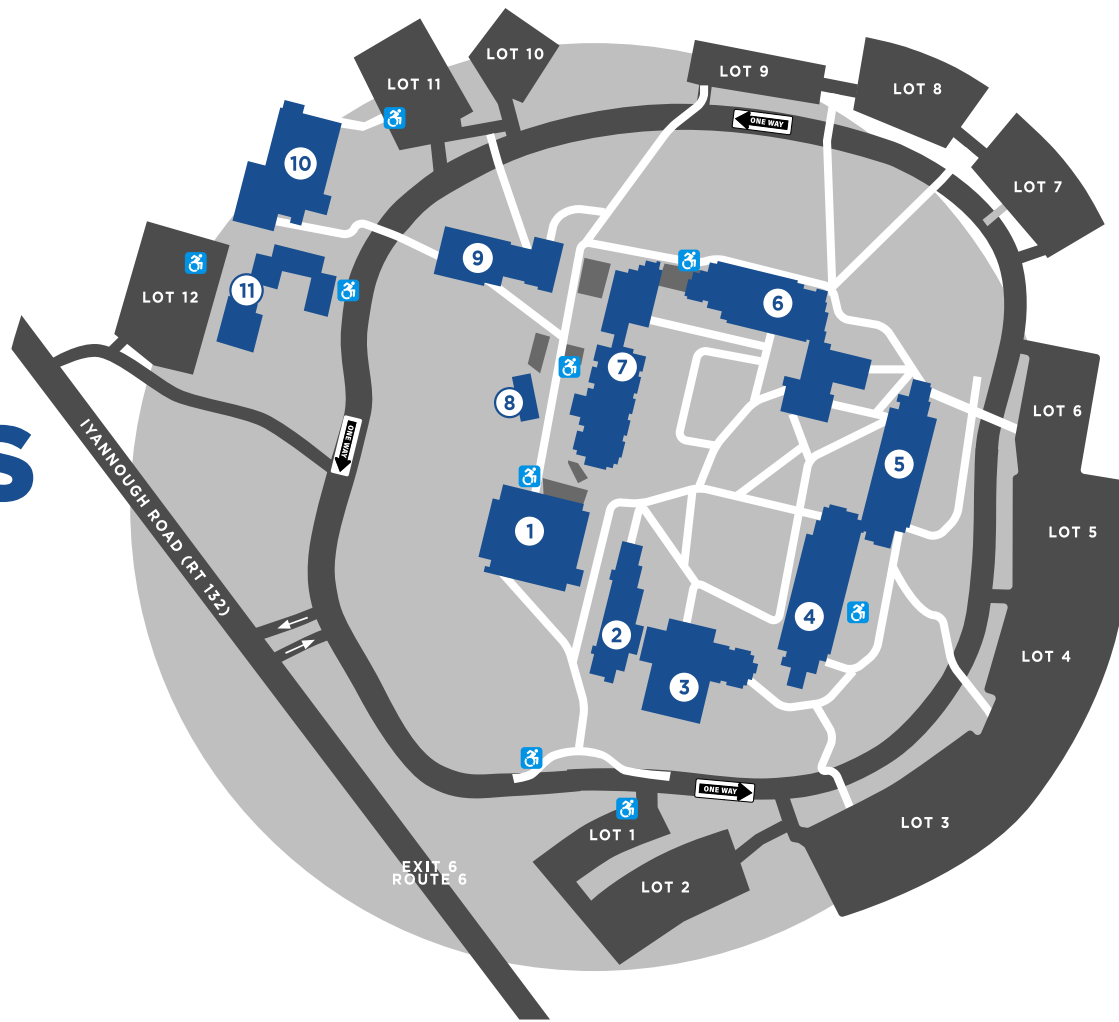 LOT 10
LOT 9
LOT 11
LOT 8
ONE WAY
10
LOT 7
9
11
LOT 12
6
7
8
LOT 6
S
ONE WAY
5
1
LOT 5
IYANNOUGH ROAD (RT 132)
4
2
LOT 4
3
ONE WAY
LOT 1
LOT 3
EXIT 6
ROUTE 6
LOT 2